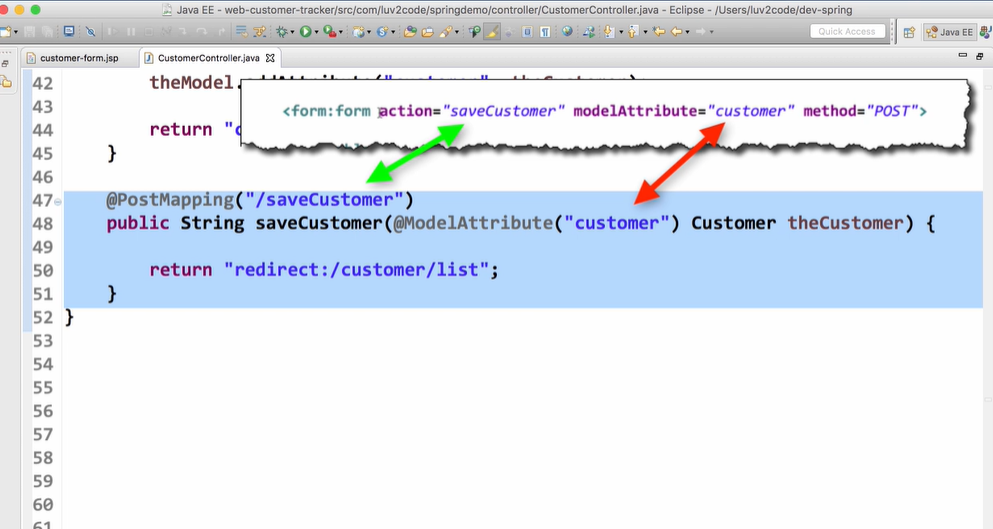 Java EE - web-customer-tracker/src/com/luv2code/springdemo/controller/CustomerController.java - Eclipse - /Users/luv2code/dev-spring
Quick Access
Java EE
customer-form.jsp
CustomerController.java
42 theModel.
<form:form action="saveCustomer" modelAttribute="customer" method="POST">
43
44 return "c
45 }
46
47 @PostMapping("/saveCustomer")
48 public String saveCustomer(@ModelAttribute("customer") Customer theCustomer) {
49
50 return "redirect:/customer/list";
51 }
52 }
53
54
55
56
57
58
59
60
61